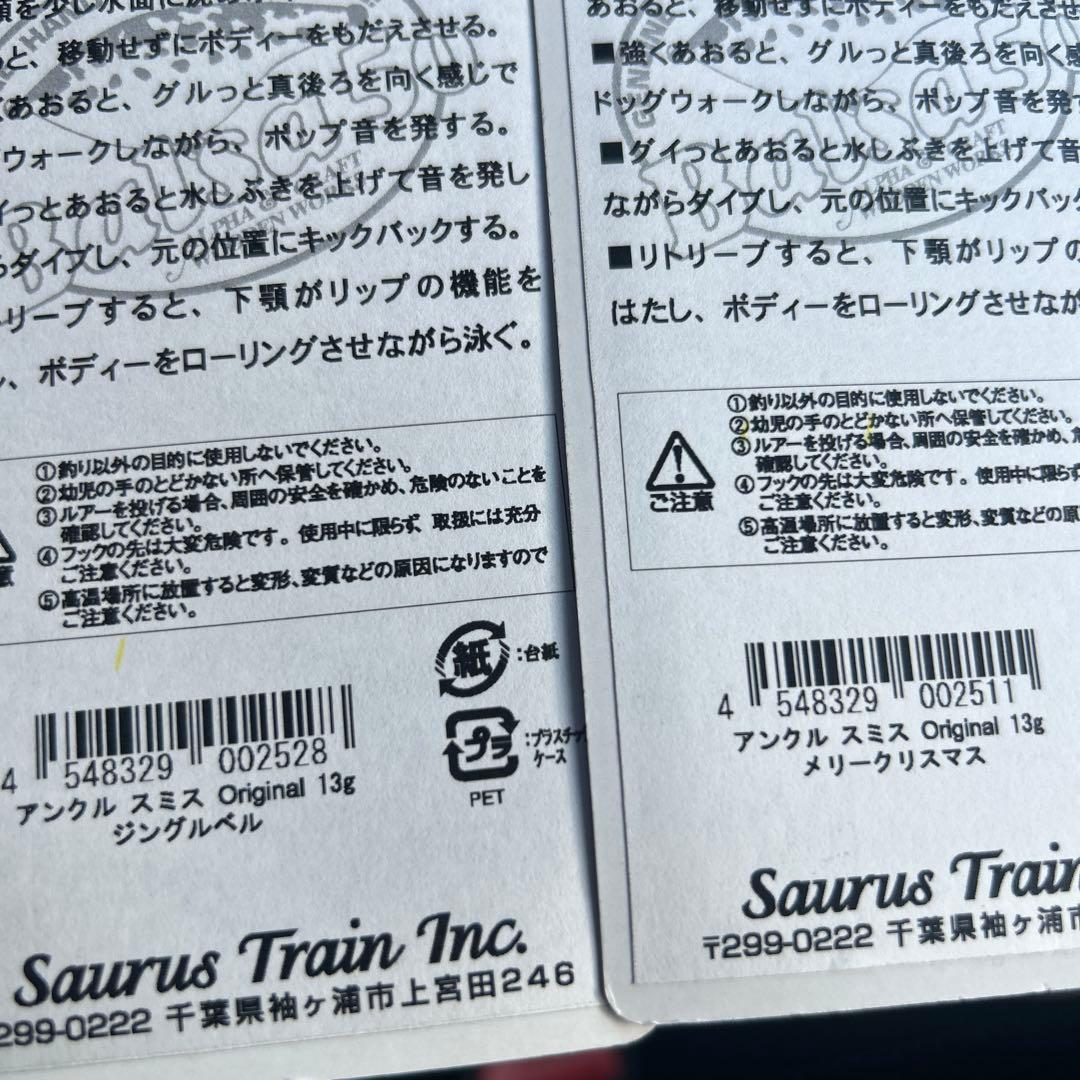 を少し水面に沈め
と、移動せずにボディーをもだえさせる。
あおると、グルっと真後ろを向く感じで
ウォークしながら、ポップ音を発する。
っとあおると水しぶきを上げて音を発し
らダイブし、元の位置にキックバックする。
リーブすると、下顎がリップの機能を
、ボディーをローリングさせながら泳ぐ。
ALPHA & CRAFT
①釣り以外の目的に使用しないでください。
②幼児の手のとどかない所へ保管してください。
③ルアーを投げる場合、周囲の安全を確かめ、危険のないことを
確認してください。
④フックの先は大変危険です。使用中に限らず、取扱には充分
ご注意ください。
⑤高温場所に放置すると変形、変質などの原因になりますので
ご注意ください。
意
紙:台紙
プラ:プラスチッ
ケース
PET
4 548329 002528
アンクル スミス Original 13g
ジングルベル
Saurus Train Inc.
299-0222 千葉県袖ヶ浦市上宮田246
あおると、移動せずにボディーをもだえさせ
■強くあおると、グルっと真後ろを向く
ドッグウォークしながら、ポップ音を発
■グイっとあおると水しぶきを上げて音
ながらダイブし、元の位置にキックバッ
■リトリーブすると、下顎がリップの
はたし、ボディーをローリングさせなが
ご注意
①釣り以外の目的に使用しないでください。
②幼児の手のとどかない所へ保管してください。
③ルアーを投げる場合、周囲の安全を確かめ、
確認してください。
④フックの先は大変危険です。使用中に限らず
ご注意ください。
⑤高温場所に放置すると変形、変質などの原
ご注意ください。
4 548329 002511
アンクル スミス Original 13g
メリークリスマス
Saurus Train
〒299-0222 千葉県袖ヶ浦市